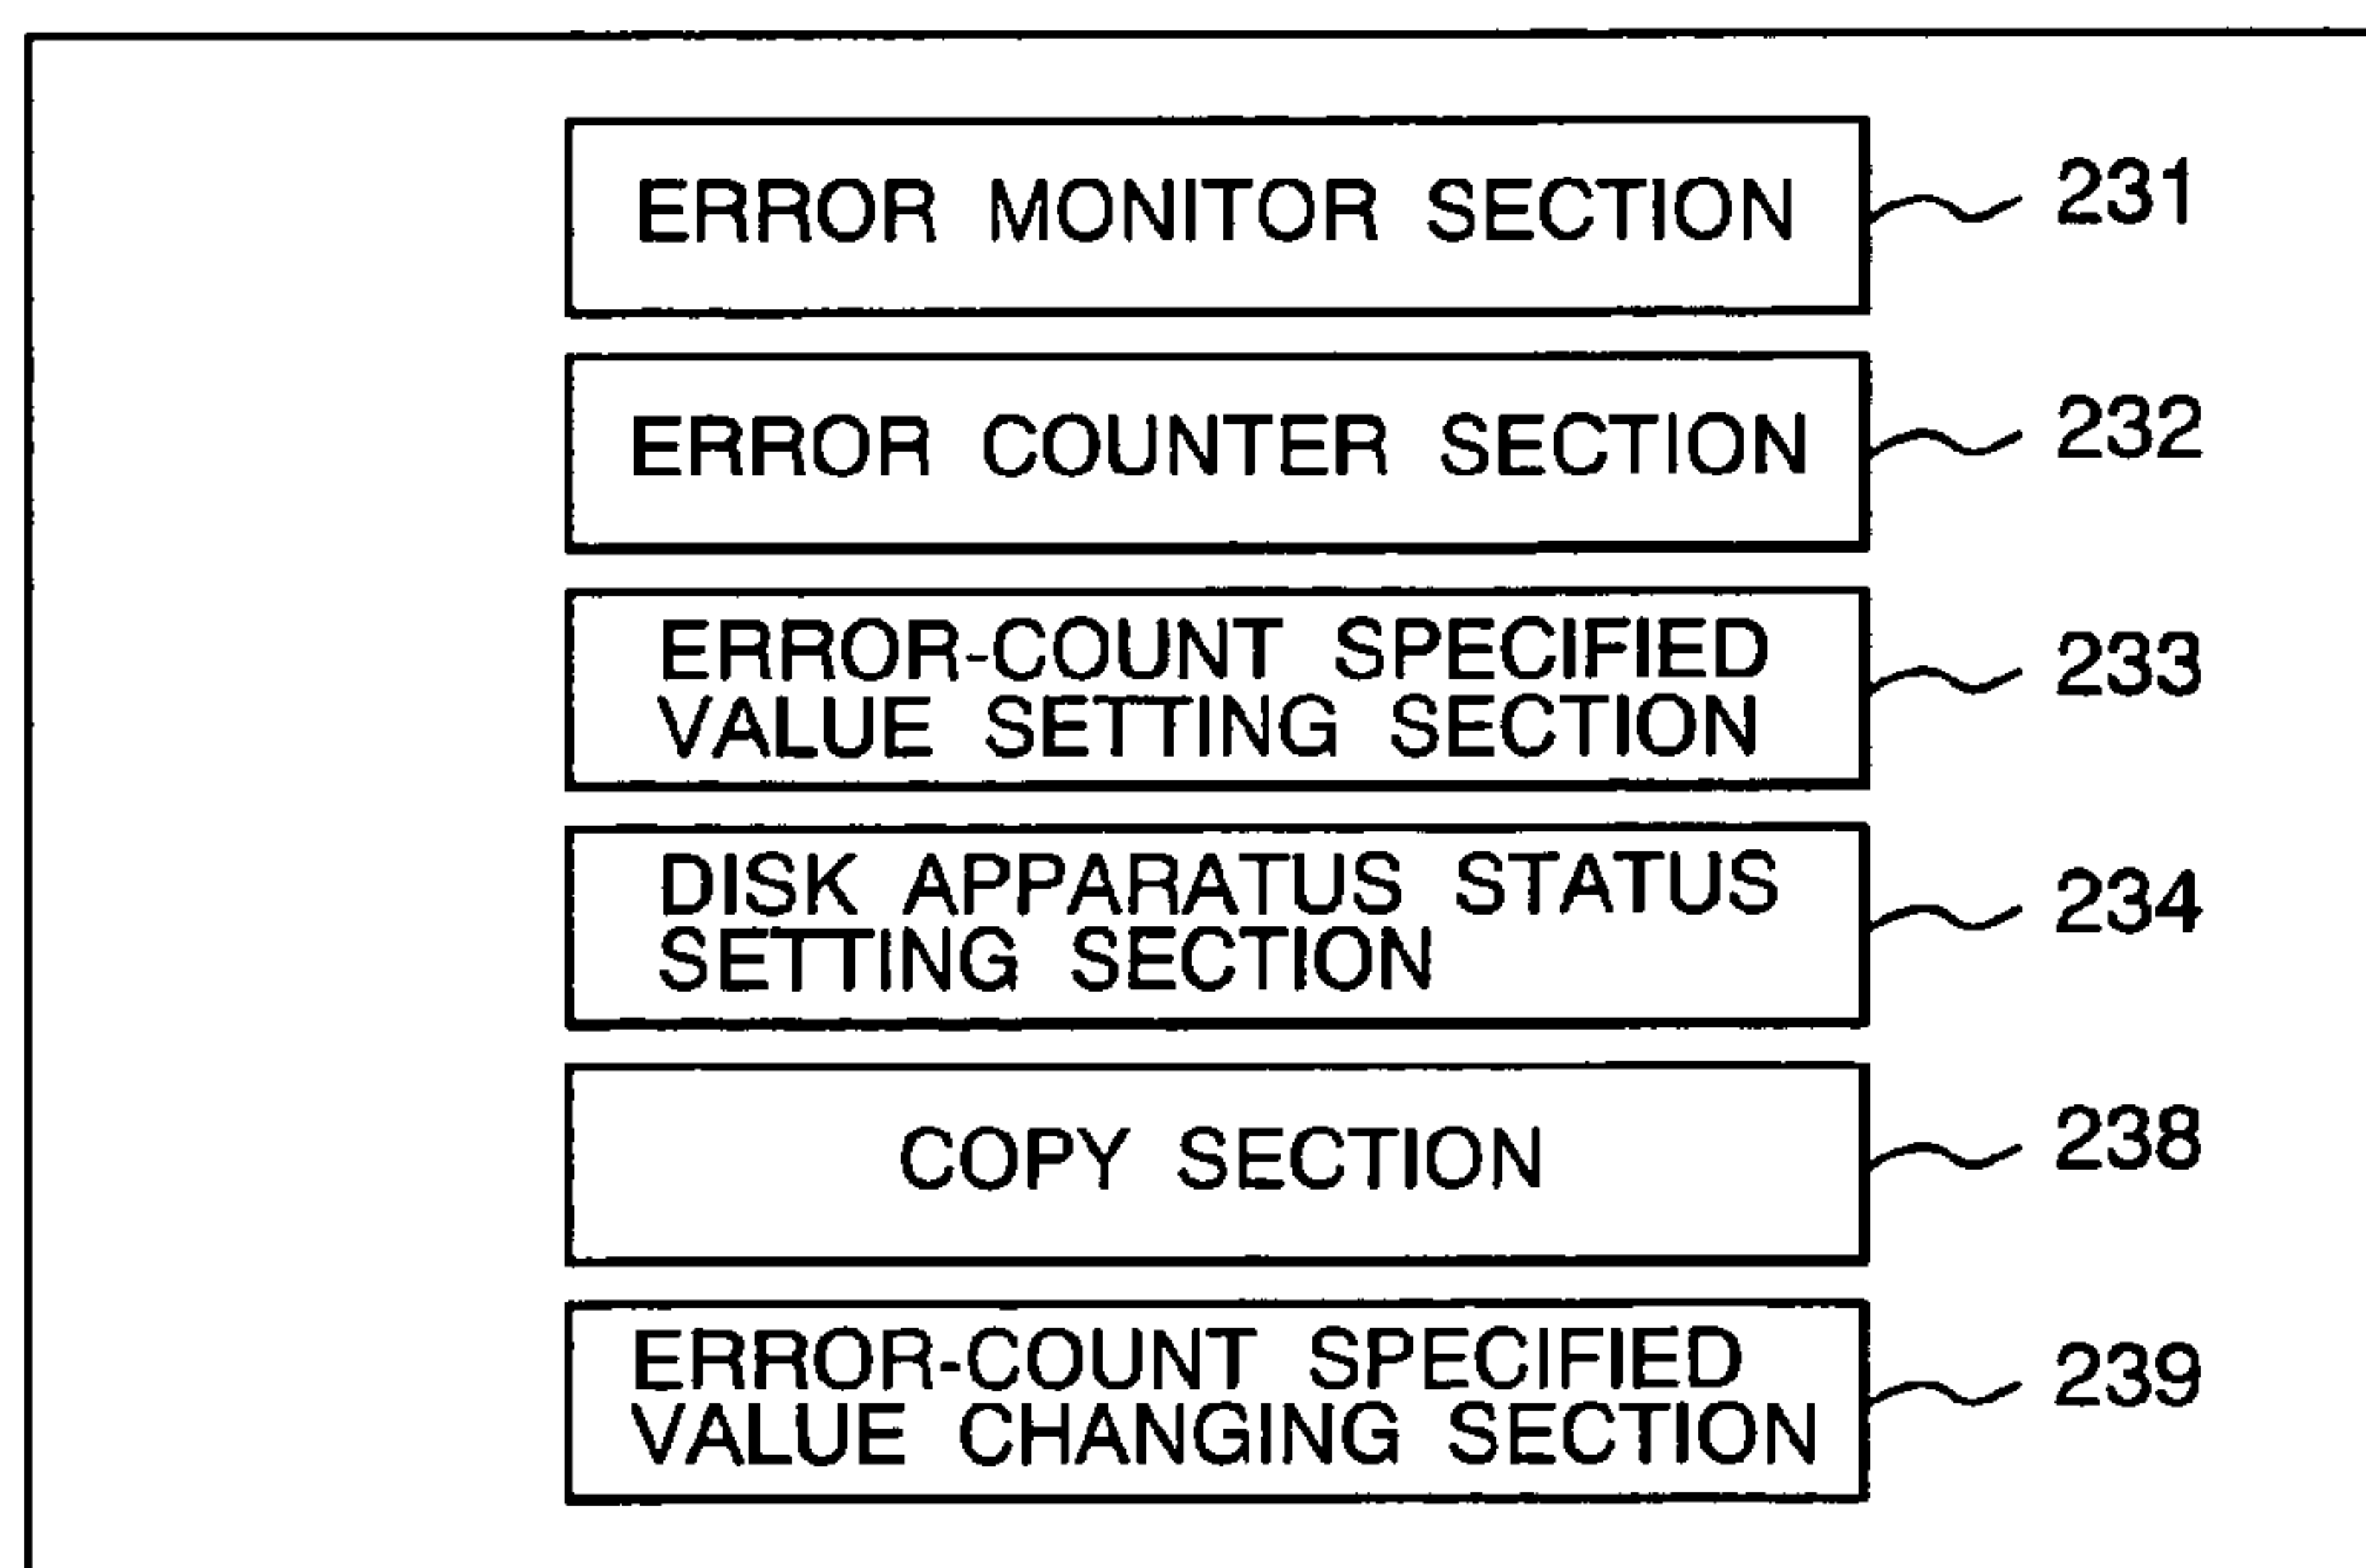 ERROR MONITOR SECTION 231
ERROR COUNTER SECTION 232
ERROR-COUNT SPECIFIED
VALUE SETTING SECTION 233
DISK APPARATUS STATUS
SETTING SECTION 234
COPY SECTION 238
ERROR-COUNT SPECIFIED
VALUE CHANGING SECTION 239